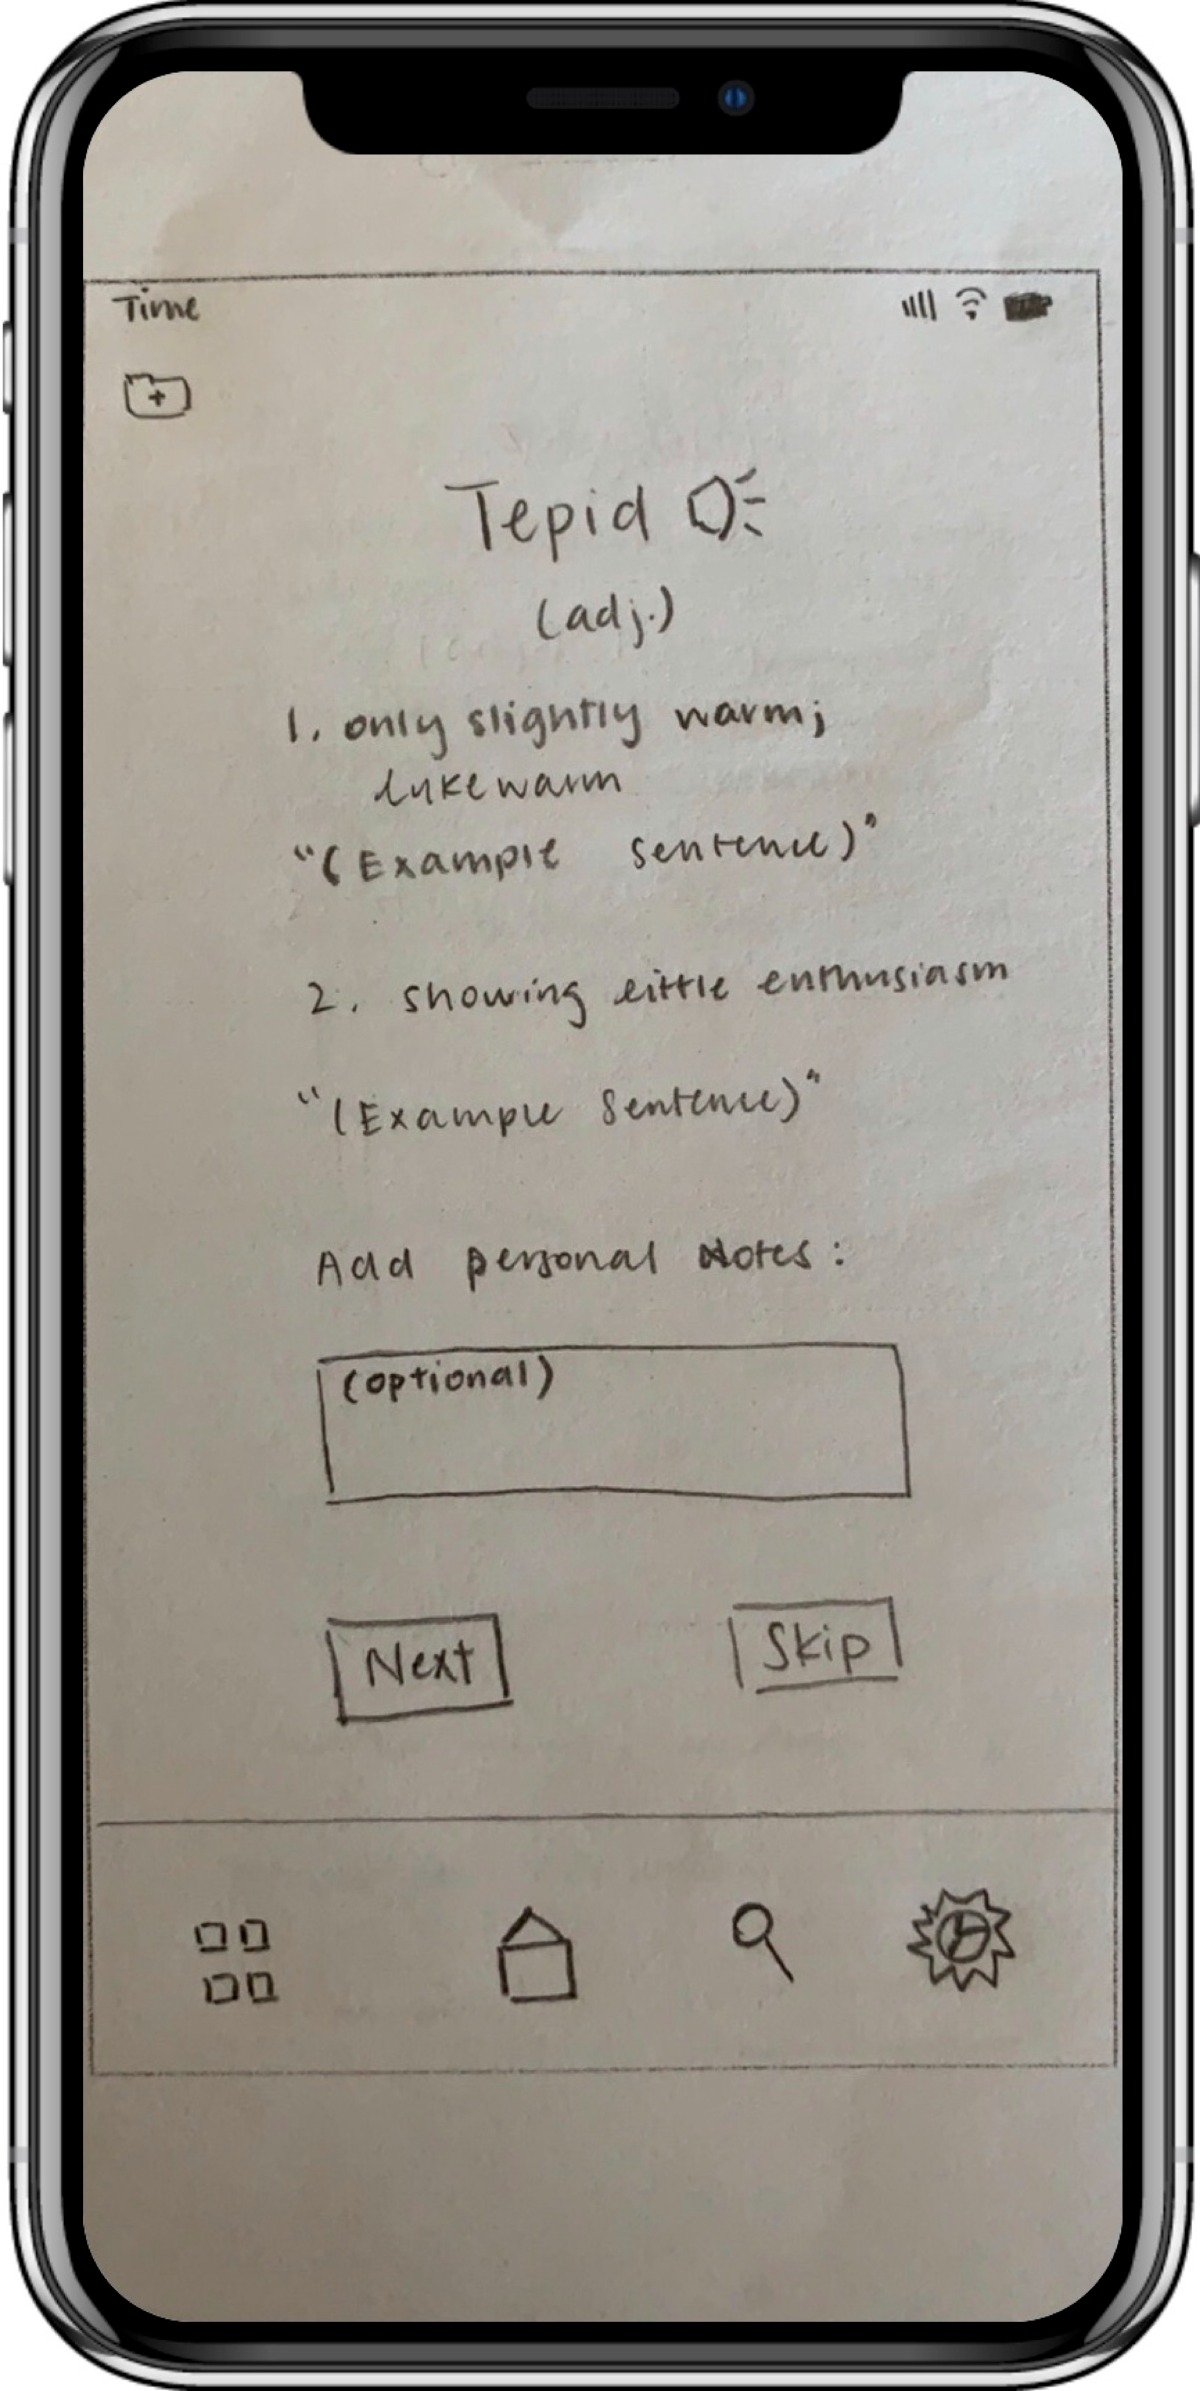 Time
Tepid
(adj.)
1. only slightly warm;
lukewarm
"(Example sentence)"
2. showing little enthusiasm
"(Example Sentence)"
Add personal Notes:
(optional)
Next
Skip